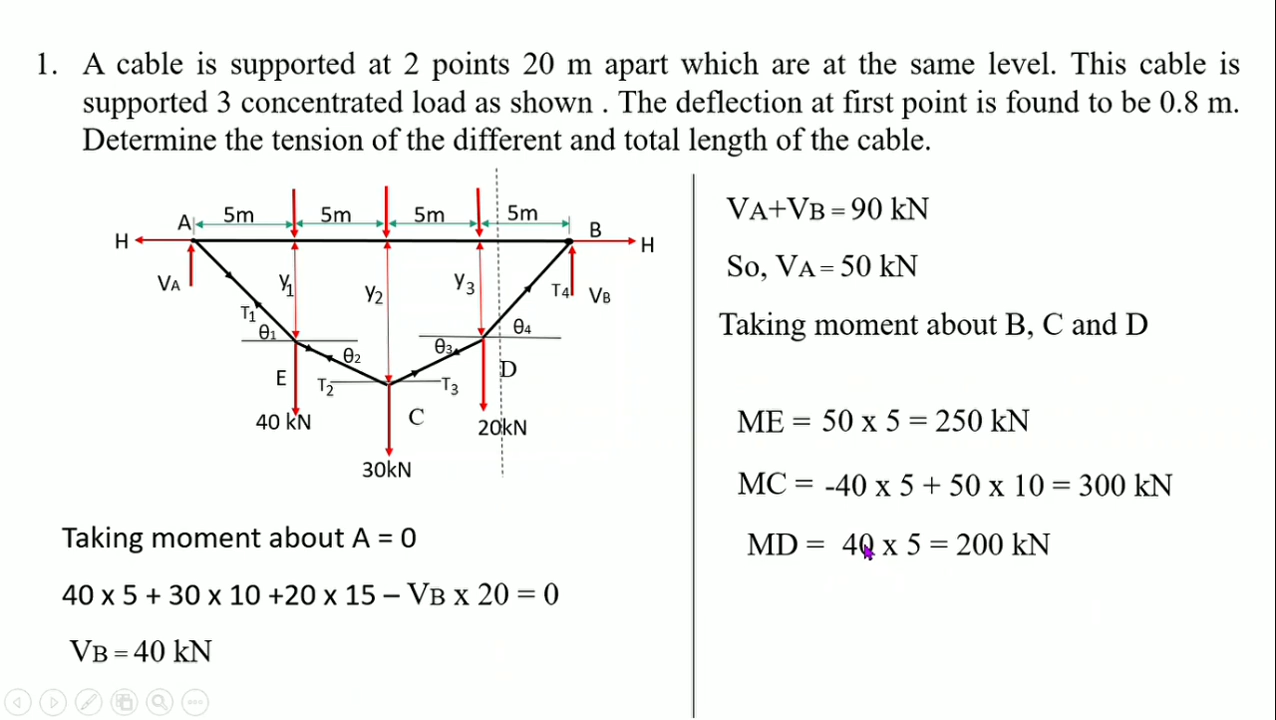 1. A cable is supported at 2 points 20 m apart which are at the same level. This cable is
supported 3 concentrated load as shown . The deflection at first point is found to be 0.8 m.
Determine the tension of the different and total length of the cable.
A 5m 5m 5m 5m B
H H
VA y1 y2 y3 T4 VB
T1 θ1 θ2 θ3 θ4
E T2 T3 D
40 kN C 20kN
30kN
Taking moment about A = 0
40 x 5 + 30 x 10 +20 x 15 – VB x 20 = 0
VB = 40 kN
VA+VB = 90 kN
So, VA = 50 kN
Taking moment about B, C and D
ME = 50 x 5 = 250 kN
MC = -40 x 5 + 50 x 10 = 300 kN
MD = 40 x 5 = 200 kN